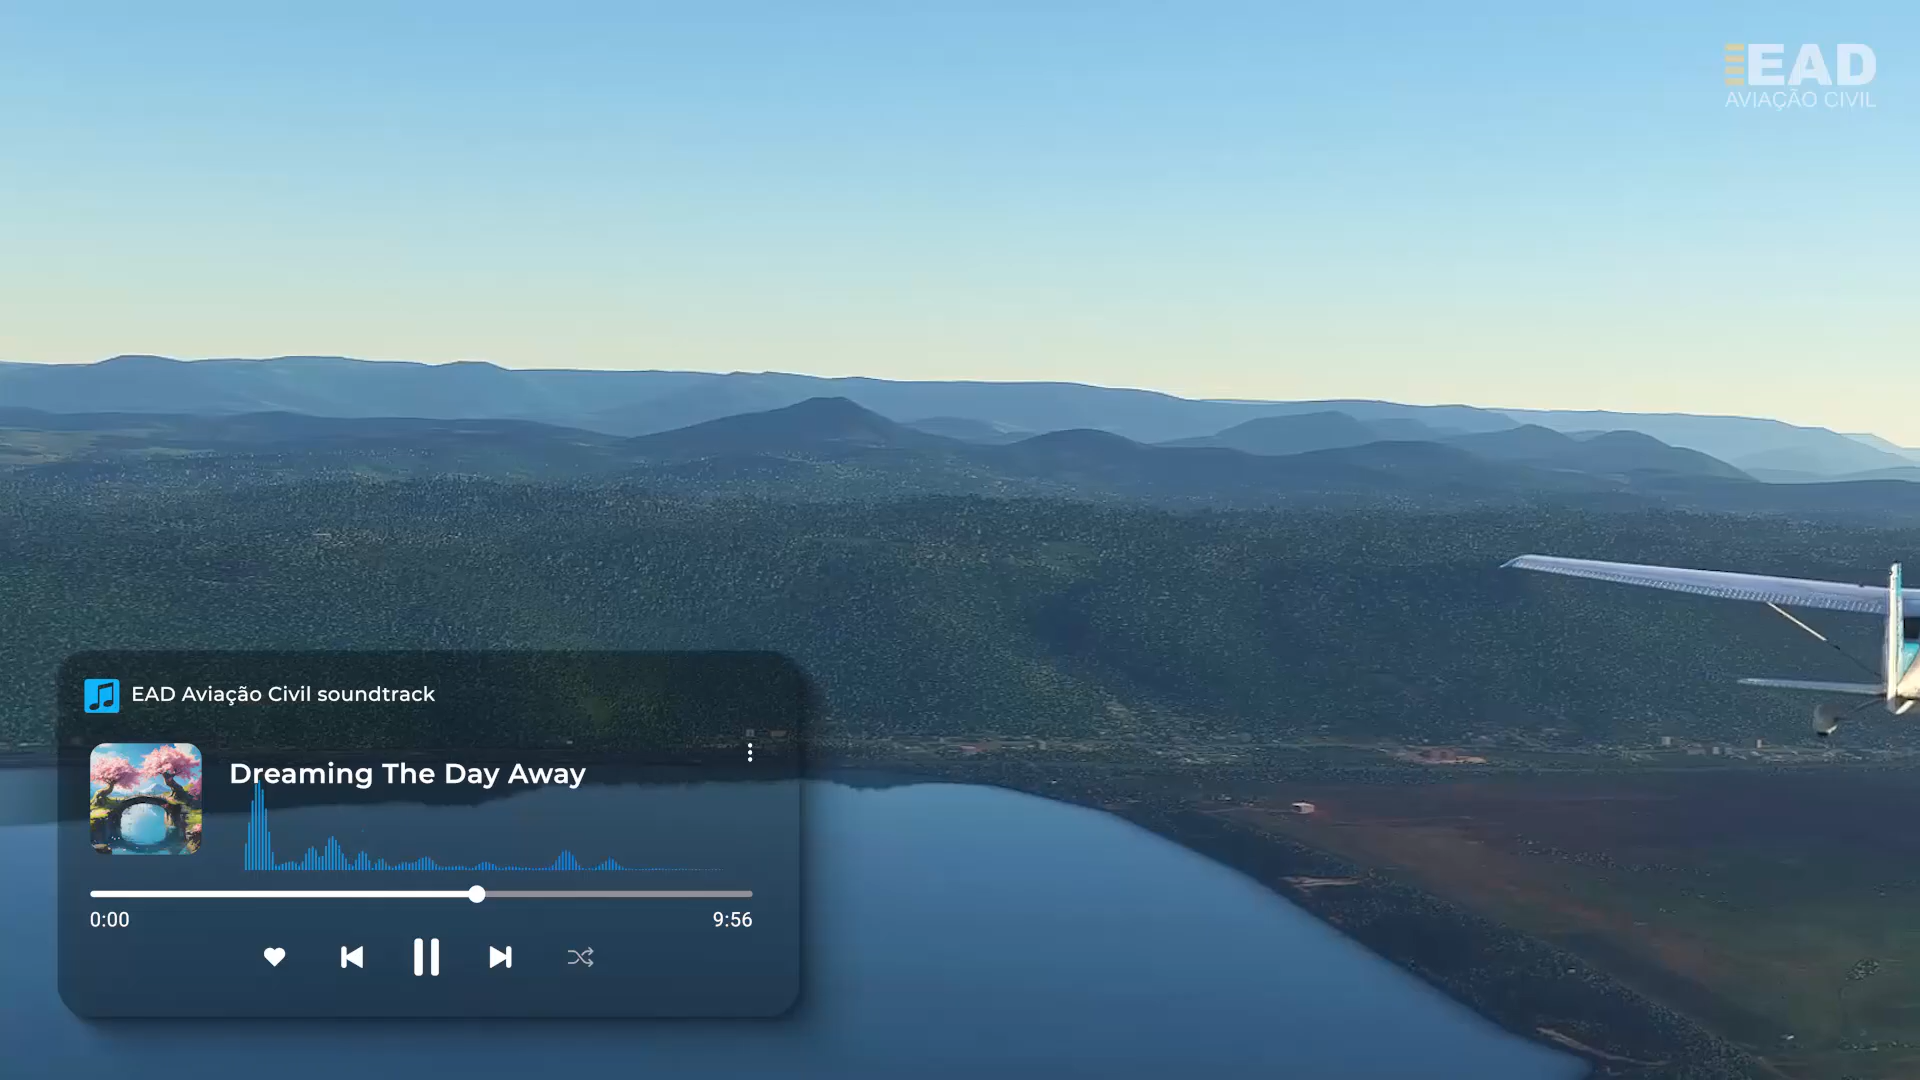 EAD
AVIAÇÃO CIVIL
EAD Aviação Civil soundtrack
Dreaming The Day Away
0:00
9:56